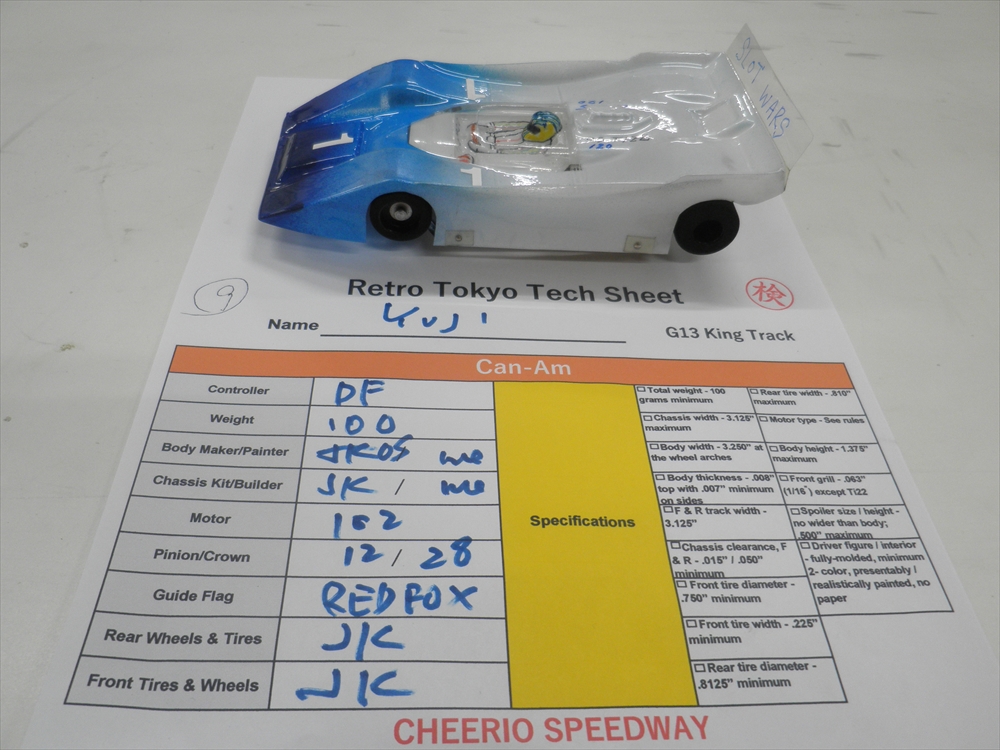 SLOT WARS
1
1
1
120
Retro Tokyo Tech Sheet
検
9
Name Yuji
G13 King Track
Can-Am
Controller DF
Weight 100
Body Maker/Painter me
Chassis Kit/Builder JK / me
Motor 102
Pinion/Crown 12 / 28
Guide Flag REDFOX
Rear Wheels & Tires JK
Front Tires & Wheels JK
Specifications
Total weight - 100
grams minimum
Chassis width - 3.125"
maximum
Body width - 3.250" at
the wheel arches
Body thickness - .008"
top with .007" minimum
on sides
F & R track width -
3.125"
Chassis clearance, F
& R - .015" / .050"
minimum
Front tire diameter -
.750" minimum
Front tire width - .225"
minimum
Rear tire diameter -
.8125" minimum
Rear tire width - .810"
maximum
Motor type - See rules
Body height - 1.375"
maximum
Front grill - .063"
(1/16") except Ti22
Spoiler size / height -
no wider than body;
.500" maximum
Driver figure / interior
- fully-molded, minimum
2- color, presentably /
realistically painted, no
paper
CHEERIO SPEEDWAY